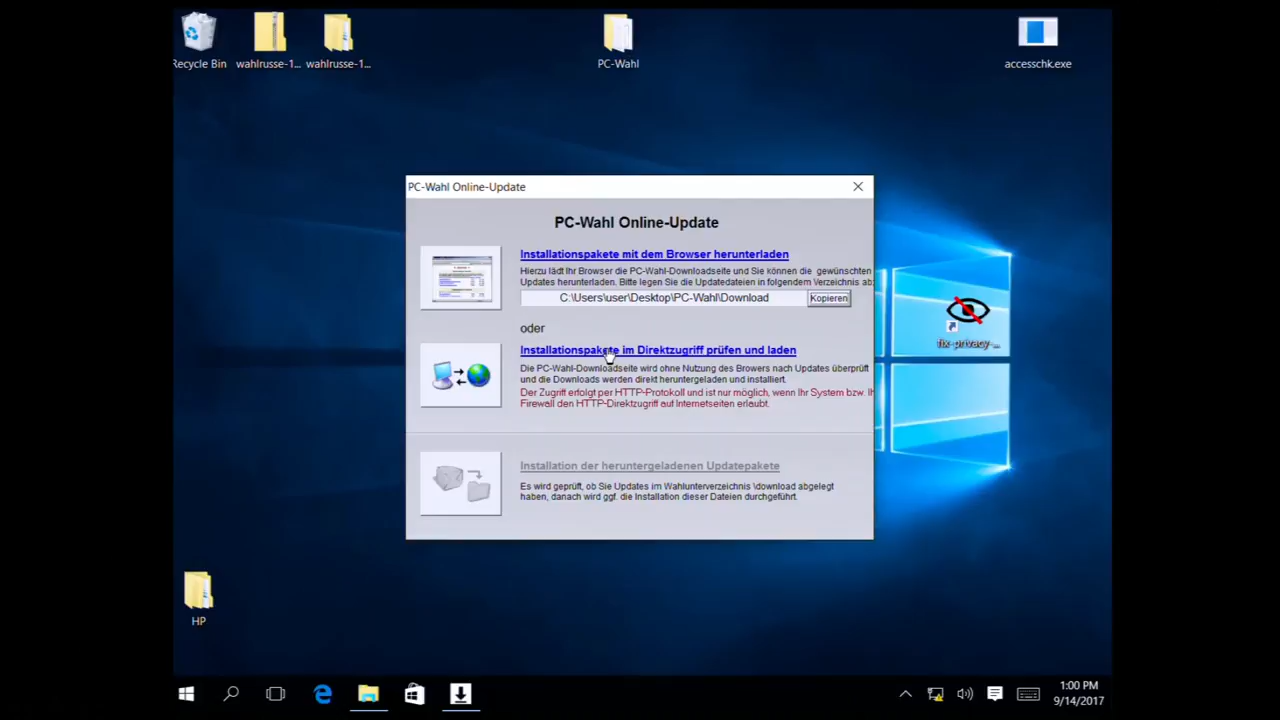 Recycle Bin
wahlrusse-1...
wahlrusse-1...
PC-Wahl
accesschk.exe
PC-Wahl Online-Update
PC-Wahl Online-Update
Installationspakete mit dem Browser herunterladen
Hierzu lädt Ihr Browser die PC-Wahl-Downloadseite und Sie können die gewünschten
Updates herunterladen. Bitte legen Sie die Updatedateien in folgendem Verzeichnis ab:
C:\Users\user\Desktop\PC-Wahl\Download
Kopieren
oder
Installationspakete im Direktzugriff prüfen und laden
Die PC-Wahl-Downloadseite wird ohne Nutzung des Browers nach Updates überprüft
und die Downloads werden direkt heruntergeladen und installiert.
Der Zugriff erfolgt per HTTP-Protokoll und ist nur möglich, wenn Ihr System bzw. Ih
Firewall den HTTP-Direktzugriff auf Internetseiten erlaubt.
fix-privacy-...
Installation der heruntergeladenen Updatepakete
Es wird geprüft, ob Sie Updates im Wahlunterverzeichnis \download abgelegt
haben, danach wird ggf. die Installation dieser Dateien durchgeführt.
HP
1:00 PM
9/14/2017